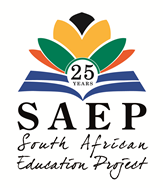 25
YEARS
SAEP
South African
Education Project